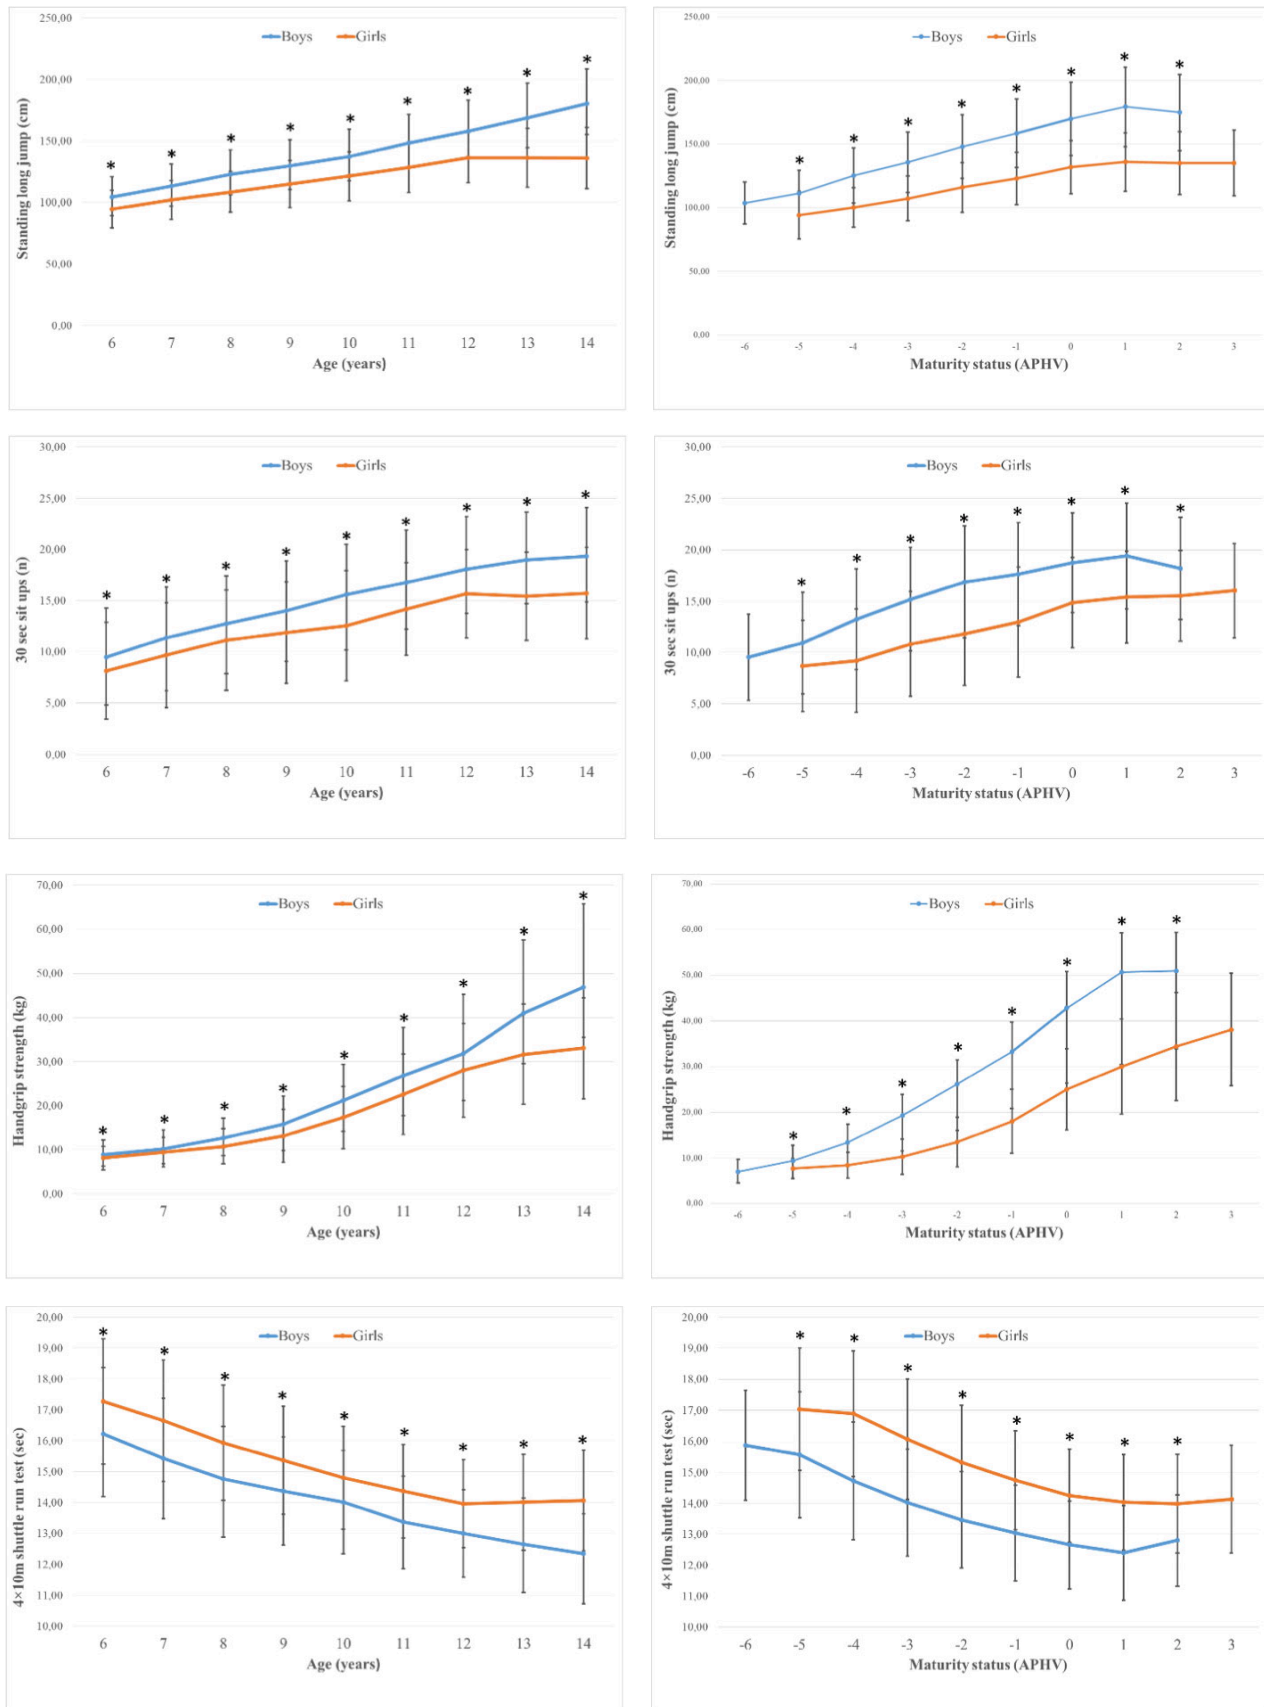 250,00
Boys Girls
200,00
150,00
100,00
50,00
0,00
Standing long jump (cm)
* * * * * * * * *
6 7 8 9 10 11 12 13 14
Age (years)
250,00
Boys Girls
200,00
150,00
100,00
50,00
0,00
Standing long jump (cm)
* * * * * * * *
-6 -5 -4 -3 -2 -1 0 1 2 3
Maturity status (APHV)
30,00
Boys Girls
25,00
20,00
15,00
10,00
5,00
0,00
30 sec sit ups (n)
* * * * * * * * *
6 7 8 9 10 11 12 13 14
Age (years)
30,00
Boys Girls
25,00
20,00
15,00
10,00
5,00
0,00
30 sec sit ups (n)
* * * * * * * *
-6 -5 -4 -3 -2 -1 0 1 2 3
Maturity status (APHV)
70,00
Boys Girls
60,00
50,00
40,00
30,00
20,00
10,00
0,00
Handgrip strength (kg)
* * * * * * * * *
6 7 8 9 10 11 12 13 14
Age (years)
70,00
Boys Girls
60,00
50,00
40,00
30,00
20,00
10,00
0,00
Handgrip strength (kg)
* * * * * * * *
-6 -5 -4 -3 -2 -1 0 1 2 3
Maturity status (APHV)
20,00
Boys Girls
19,00
18,00
17,00
16,00
15,00
14,00
13,00
12,00
11,00
10,00
4×10m shuttle run test (sec)
* * * * * * * * *
6 7 8 9 10 11 12 13 14
Age (years)
20,00
Boys Girls
19,00
18,00
17,00
16,00
15,00
14,00
13,00
12,00
11,00
10,00
4×10m shuttle run test (sec)
* * * * * * * *
-6 -5 -4 -3 -2 -1 0 1 2 3
Maturity status (APHV)